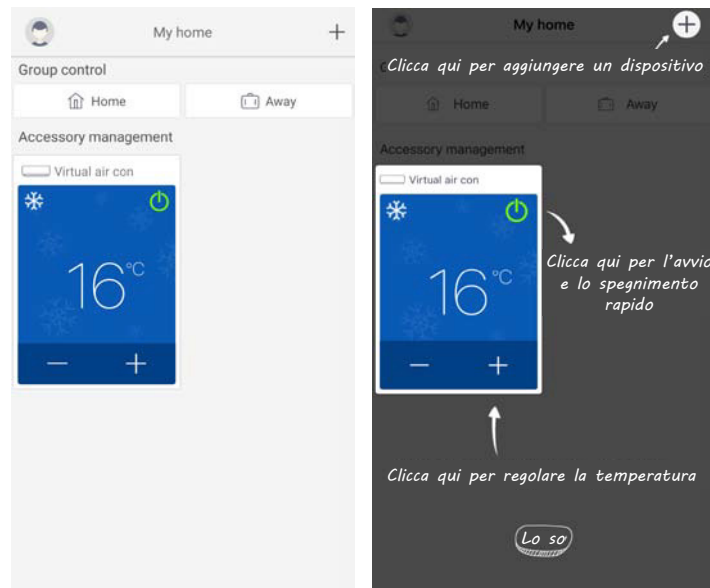 My home
Group control
Home
Away
Accessory management
Virtual air con
16°C
My home
Clicca qui per aggiungere un dispositivo
Home
Away
Accessory management
Virtual air con
16°C
Clicca qui per l'avvio
e lo spegnimento
rapido
Clicca qui per regolare la temperatura
Lo so